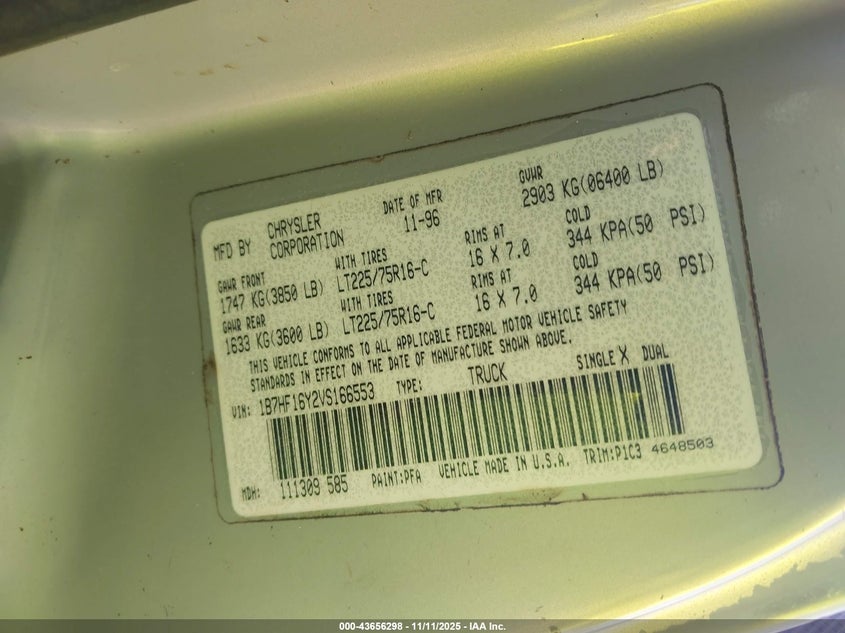 MFD BY CHRYSLER CORPORATION DATE OF MFR 11-96 GVWR 2903 KG(06400 LB)
GAWR FRONT WITH TIRES RIMS AT COLD
1747 KG(3850 LB) LT225/75R16-C 16 X 7.0 344 KPA(50 PSI)
GAWR REAR WITH TIRES RIMS AT COLD
1633 KG(3600 LB) LT225/75R16-C 16 X 7.0 344 KPA(50 PSI)
THIS VEHICLE CONFORMS TO ALL APPLICABLE FEDERAL MOTOR VEHICLE SAFETY
STANDARDS IN EFFECT ON THE DATE OF MANUFACTURE SHOWN ABOVE.
VIN: 1B7HF16Y2VS166553 TYPE: TRUCK SINGLE X DUAL
MDH: 111309 585 PAINT:PFA VEHICLE MADE IN U.S.A. TRIM:P1C3 4648503
000-43656298 - 11/11/2025 - IAA Inc.